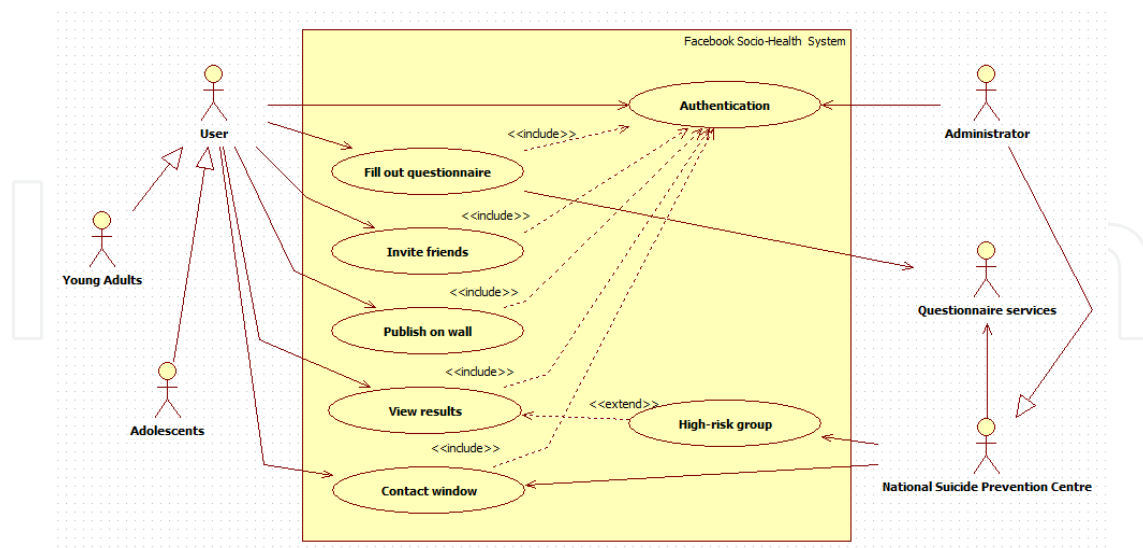 Facebook Socio-Health System
Authentication
User
Administrator
<<include>>
Fill out questionnaire
<<include>>
Invite friends
Young Adults
<<include>>
Questionnaire services
Publish on wall
<<include>>
<<extend>>
View results
High-risk group
Adolescents
<<include>>
Contact window
National Suicide Prevention Centre